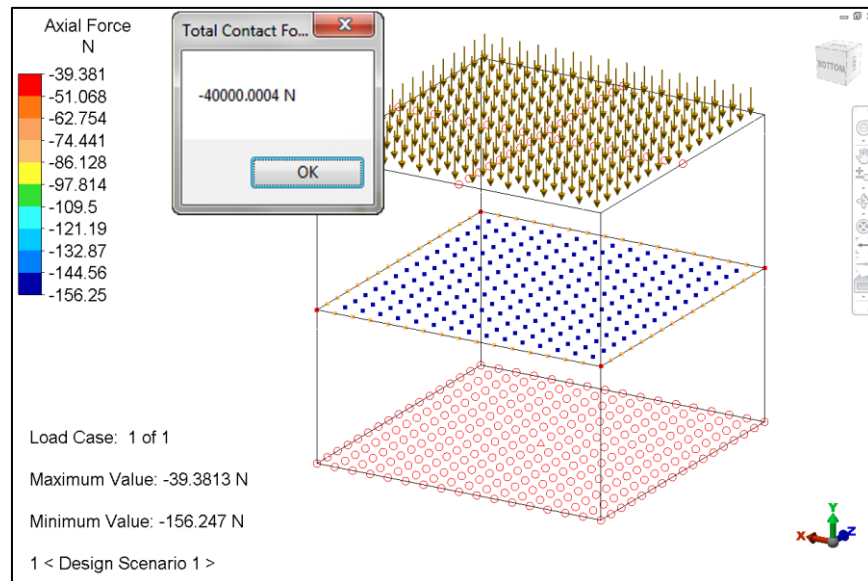 Axial Force
N
-39.381
-51.068
-62.754
-74.441
-86.128
-97.814
-109.5
-121.19
-132.87
-144.56
-156.25
Total Contact Fo...
-40000.0004 N
OK
BOTTOM
Load Case: 1 of 1
Maximum Value: -39.3813 N
Minimum Value: -156.247 N
1 < Design Scenario 1 >
Y
X
Z